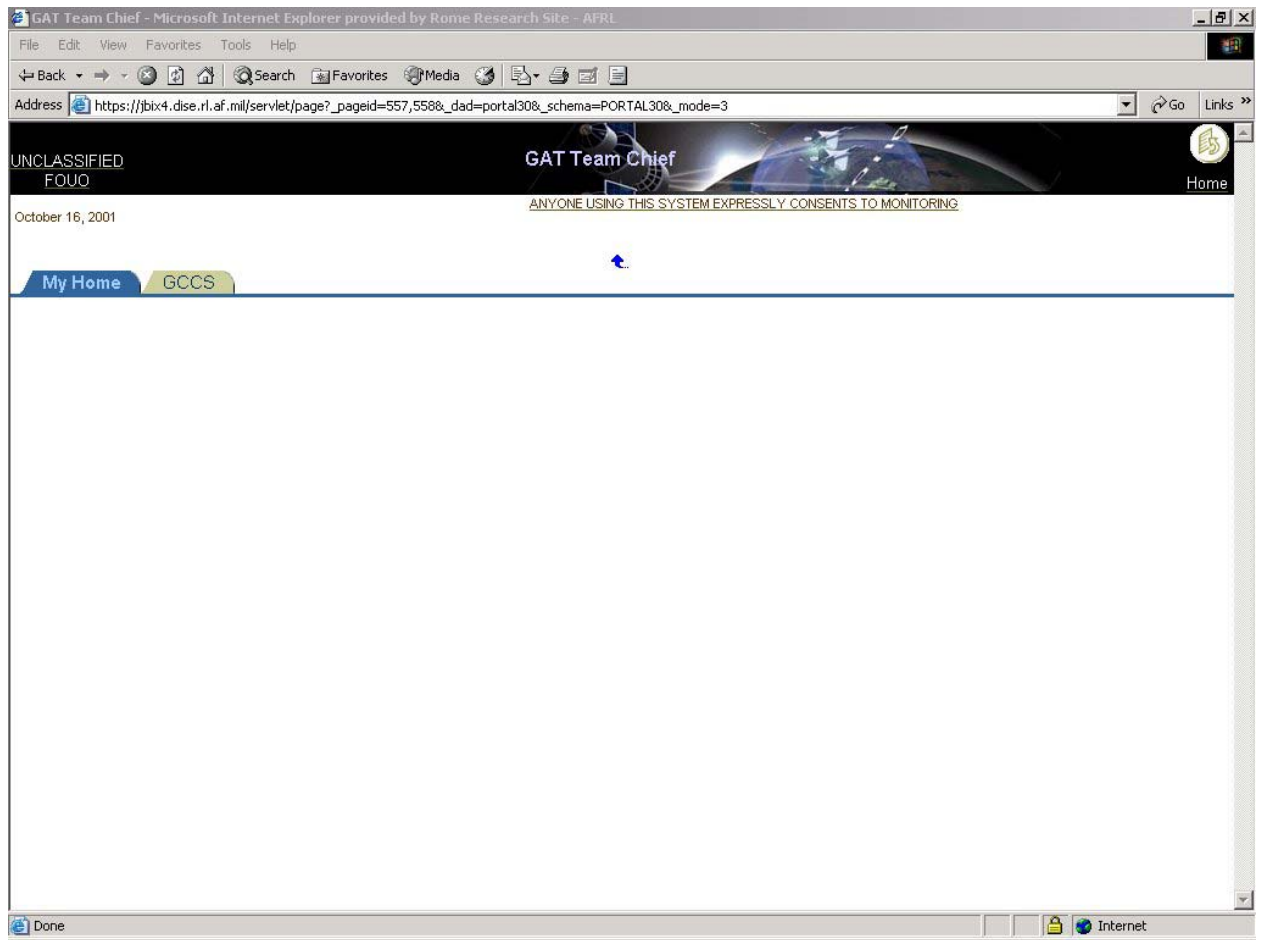 GAT Team Chief - Microsoft Internet Explorer provided by Rome Research Site - AFRL
File Edit View Favorites Tools Help
Back Search Favorites Media
Address https://jbix4.dise.rl.af.mil/servlet/page?_pageid=557,558&_dad=portal30&_schema=PORTAL30&_mode=3 Go Links »
UNCLASSIFIED
FOUO
GAT Team Chief
Home
ANYONE USING THIS SYSTEM EXPRESSLY CONSENTS TO MONITORING
October 16, 2001
My Home GCCS
Done Internet